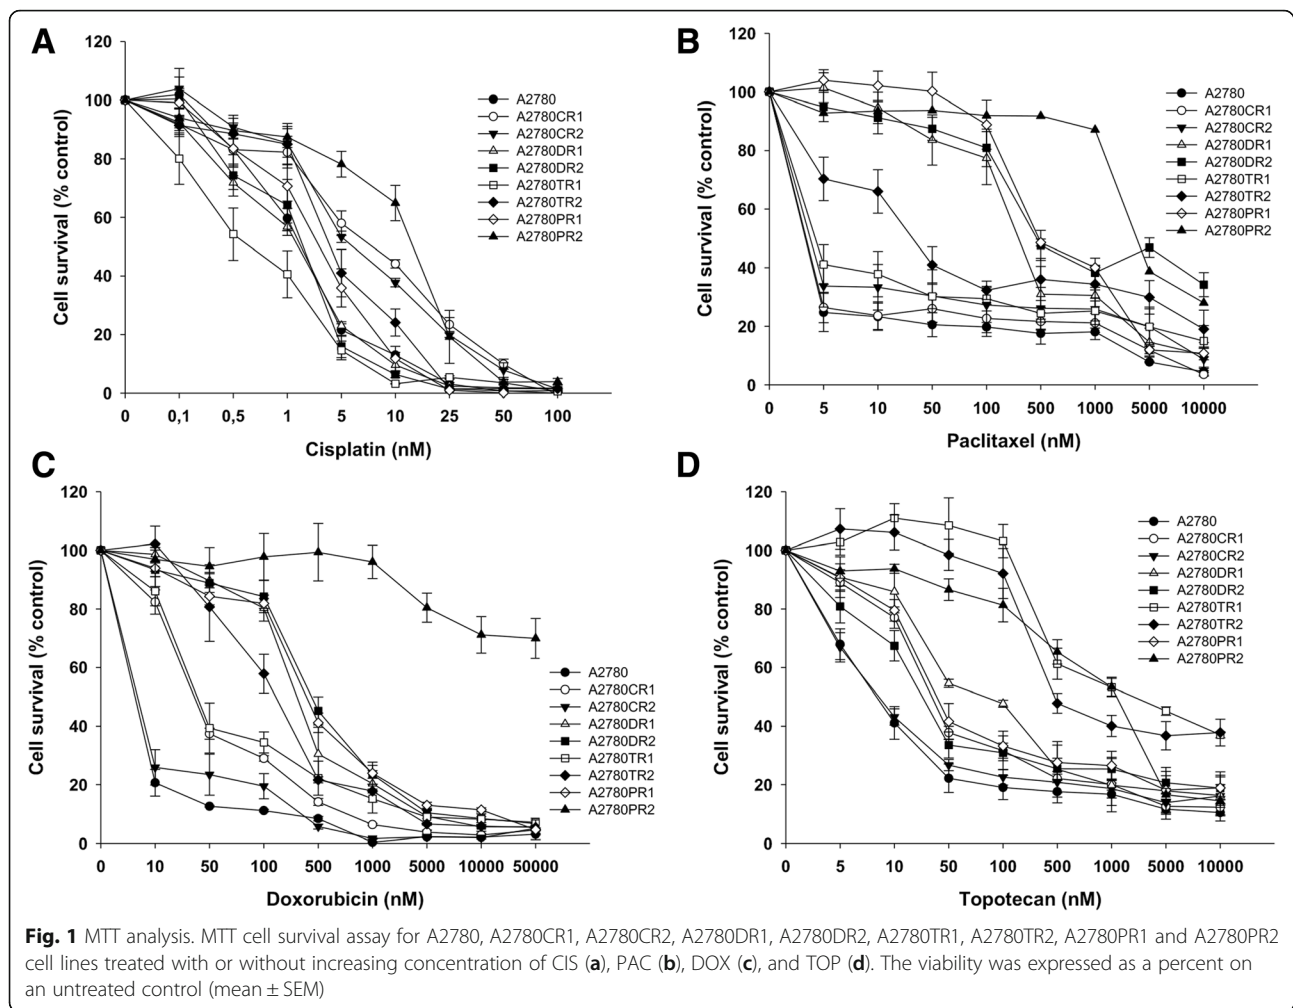 A
120
100
80
60
40
20
0
Cell survival (% control)
0 0,1 0,5 1 5 10 25 50 100
Cisplatin (nM)
A2780
A2780CR1
A2780CR2
A2780DR1
A2780DR2
A2780TR1
A2780TR2
A2780PR1
A2780PR2
B
120
100
80
60
40
20
0
Cell survival (% control)
0 5 10 50 100 500 1000 5000 10000
Paclitaxel (nM)
A2780
A2780CR1
A2780CR2
A2780DR1
A2780DR2
A2780TR1
A2780TR2
A2780PR1
A2780PR2
C
120
100
80
60
40
20
0
Cell survival (% control)
0 10 50 100 500 1000 5000 10000 50000
Doxorubicin (nM)
A2780
A2780CR1
A2780CR2
A2780DR1
A2780DR2
A2780TR1
A2780TR2
A2780PR1
A2780PR2
D
120
100
80
60
40
20
0
Cell survival (% control)
0 5 10 50 100 500 1000 5000 10000
Topotecan (nM)
A2780
A2780CR1
A2780CR2
A2780DR1
A2780DR2
A2780TR1
A2780TR2
A2780PR1
A2780PR2
Fig. 1 MTT analysis. MTT cell survival assay for A2780, A2780CR1, A2780CR2, A2780DR1, A2780DR2, A2780TR1, A2780TR2, A2780PR1 and A2780PR2
cell lines treated with or without increasing concentration of CIS (a), PAC (b), DOX (c), and TOP (d). The viability was expressed as a percent on
an untreated control (mean ± SEM)